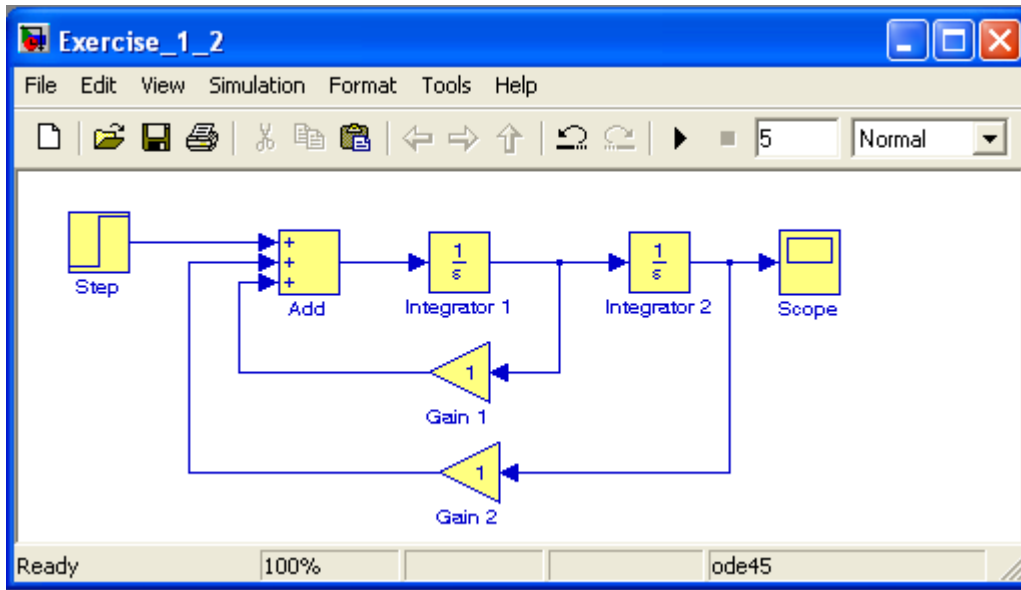 Exercise_1_2
File Edit View Simulation Format Tools Help
5 Normal
Step
+
+
+
Add
1
s
Integrator 1
1
s
Integrator 2
Scope
1
Gain 1
1
Gain 2
Ready 100% ode45